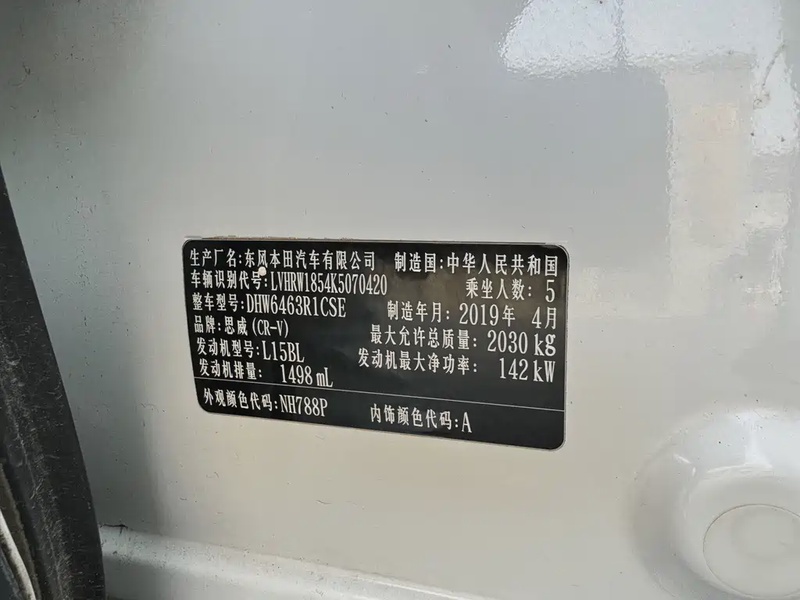 生产厂名:东风本田汽车有限公司 制造国:中华人民共和国
车辆识别代号:LVHRW1854K5070420 乘坐人数: 5
整车型号:DHW6463R1CSE 制造年月: 2019年 4月
品牌: 思威(CR-V) 最大允许总质量: 2030 kg
发动机型号:L15BL 发动机最大净功率: 142 kW
发动机排量: 1498 mL
外观颜色代码:NH788P 内饰颜色代码:A